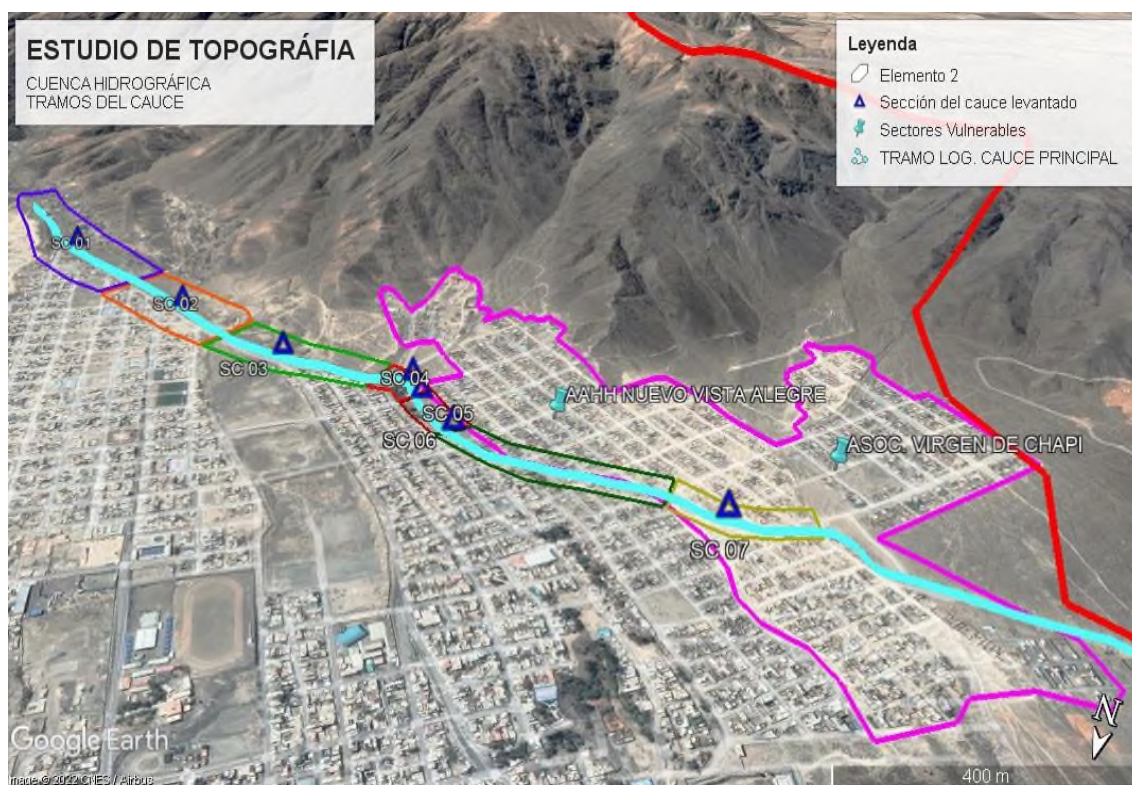 ESTUDIO DE TOPOGRÁFIA
CUENCA HIDROGRÁFICA
TRAMOS DEL CAUCE
Leyenda
Elemento 2
Sección del cauce levantado
Sectores Vulnerables
TRAMO LOG. CAUCE PRINCIPAL
SC 01
SC 02
SC 03
SC 04
SC 05
SC 06
AAHH NUEVO VISTA ALEGRE
ASOC. VIRGEN DE CHAPI
SC 07
N
Google Earth
Image © 2022 CNES / Airbus
400 m